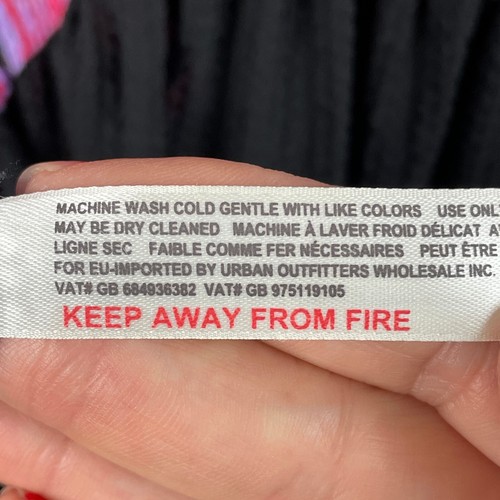 MACHINE WASH COLD GENTLE WITH LIKE COLORS USE ONLY
MAY BE DRY CLEANED MACHINE À LAVER FROID DÉLICAT
LIGNE SEC FAIBLE COMME FER NÉCESSAIRES PEUT ÊTRE
FOR EU-IMPORTED BY URBAN OUTFITTERS WHOLESALE INC.
VAT# GB 684936382 VAT# GB 975119105
KEEP AWAY FROM FIRE